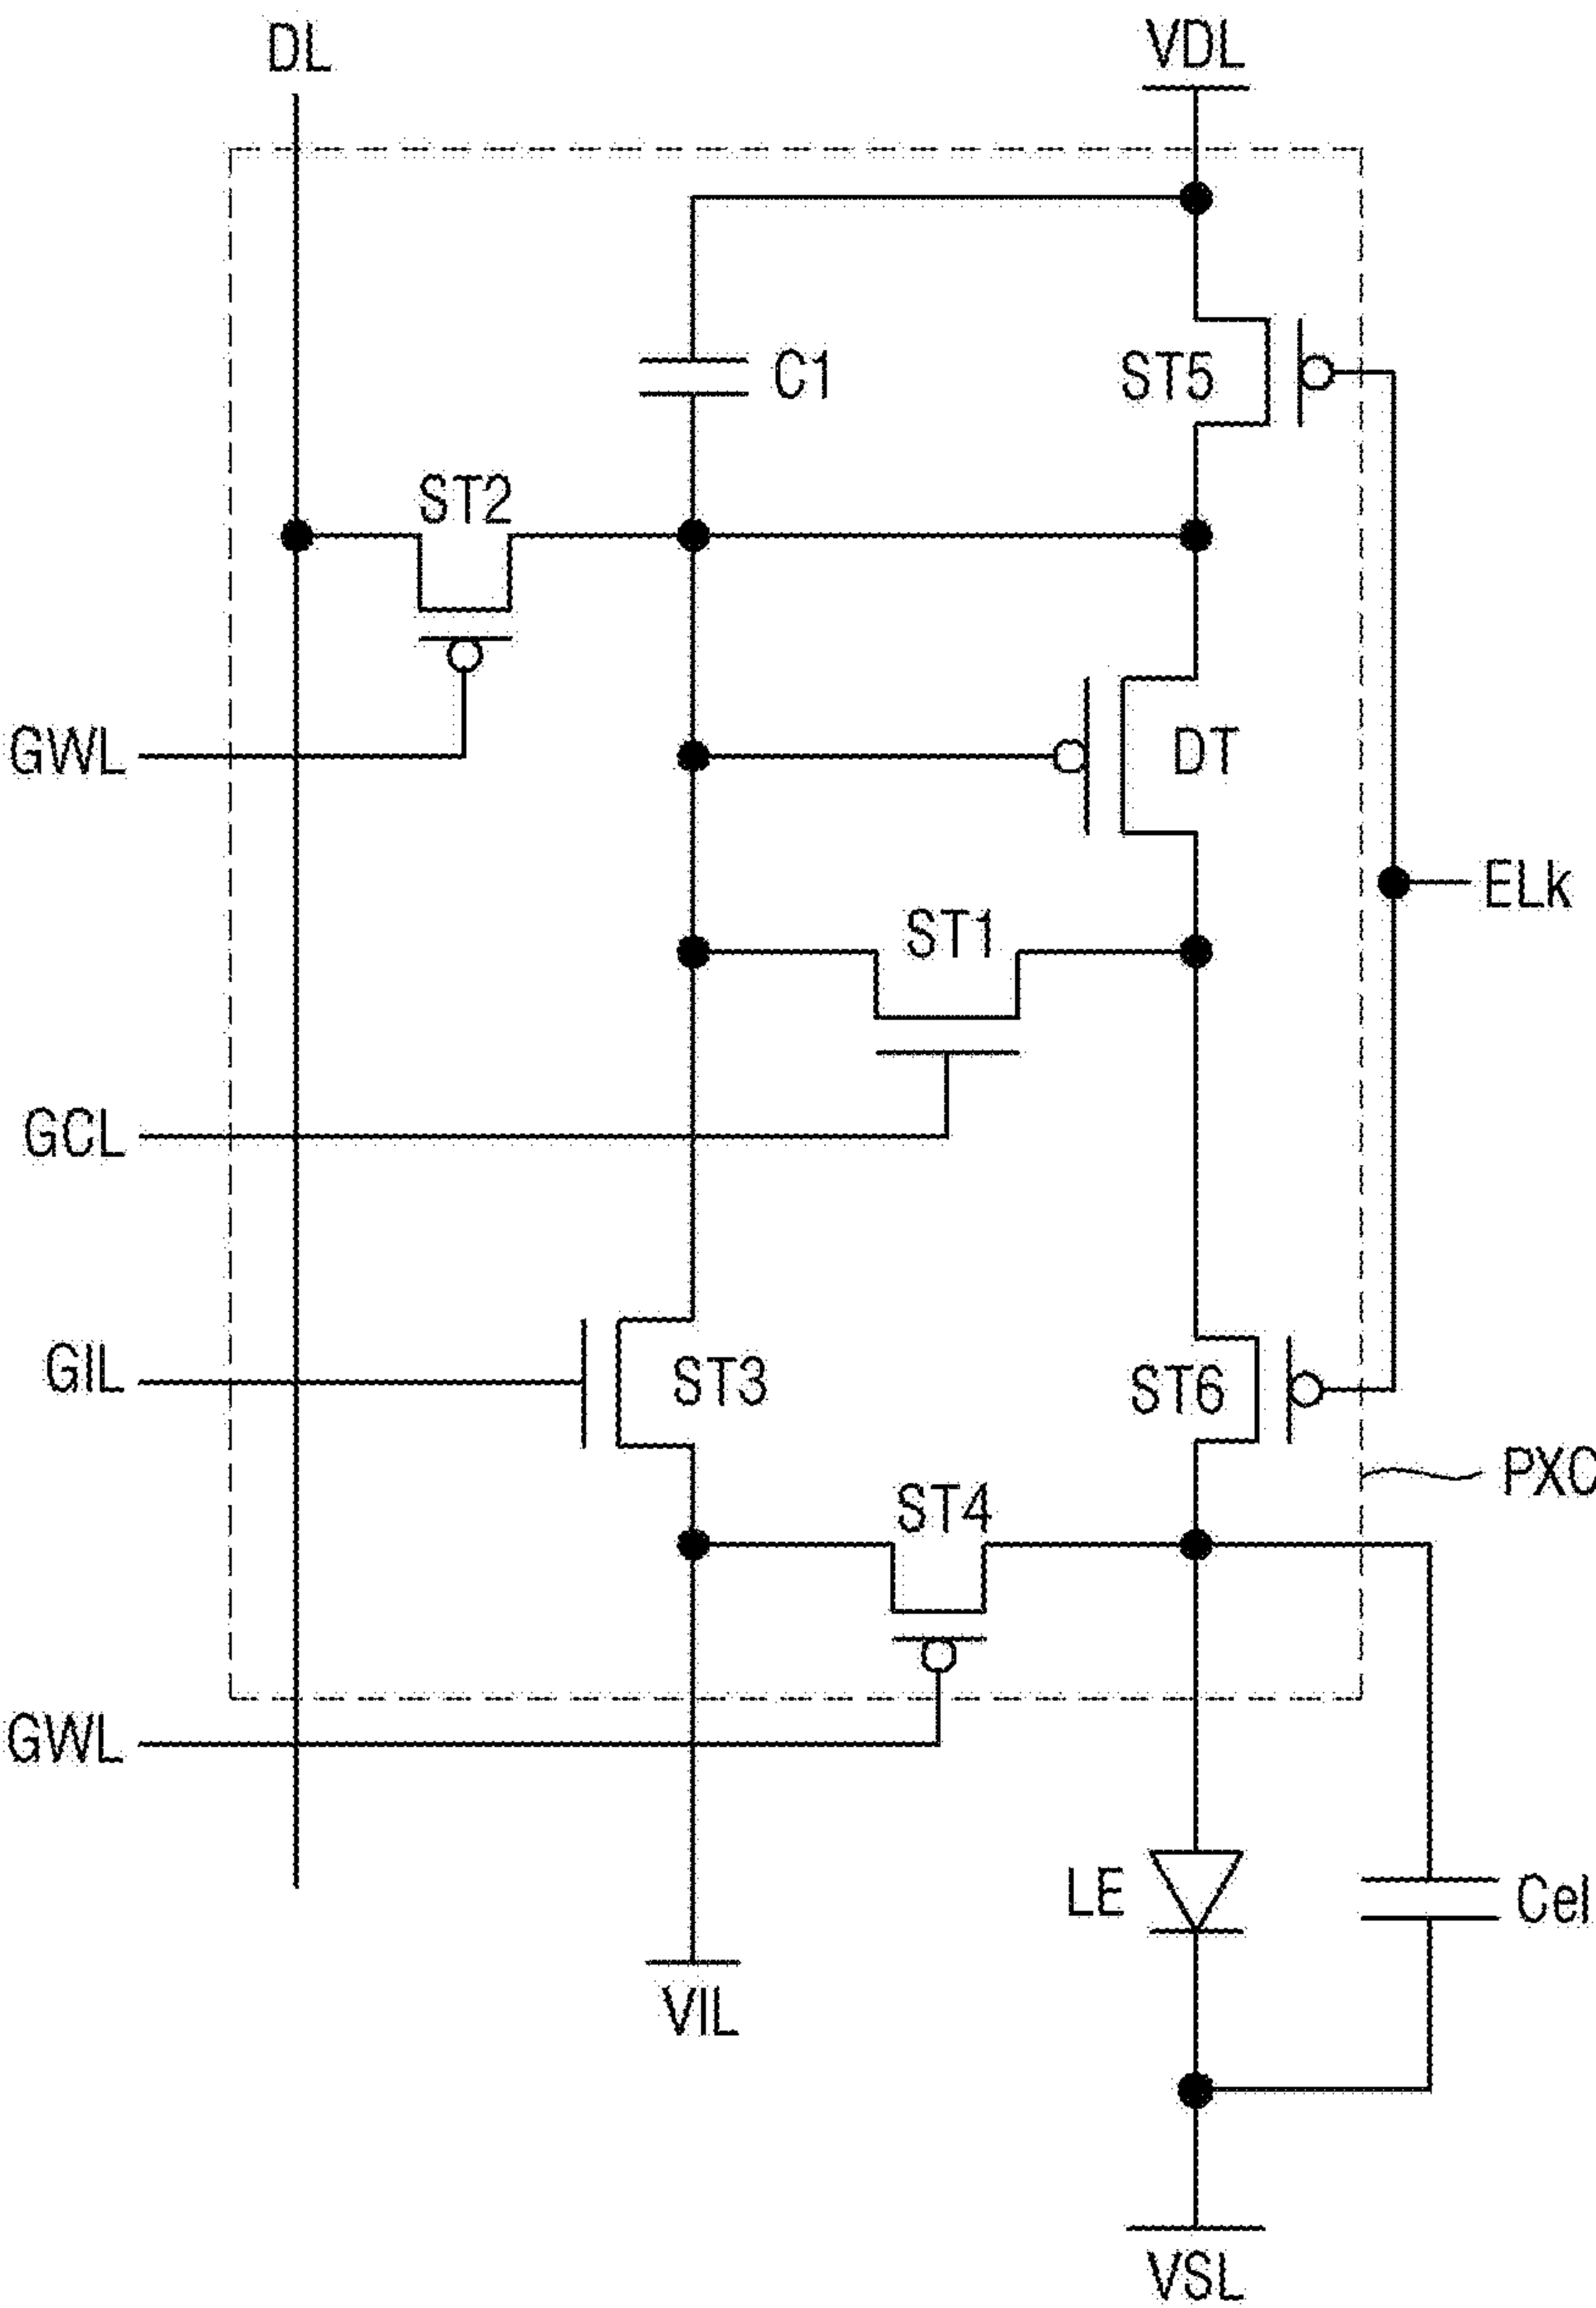 DL
VDL
C1
ST5
ST2
GWL
DT
ELk
ST1
GCL
GIL
ST3
ST6
PXC
ST4
GWL
LE
Cel
VIL
VSL